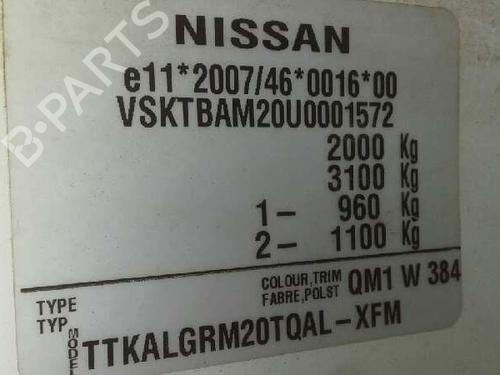 NISSAN
e11*2007/46*0016*00
VSKTBAM20U0001572
2000 Kg
3100 Kg
1- 960 Kg
2- 1100 Kg
TYPE
TYP
COLOUR,TRIM
FABRE,POLST
QM1 W 384
MODEL
TTKALGRM20TQAL-XFM
B-PARTS